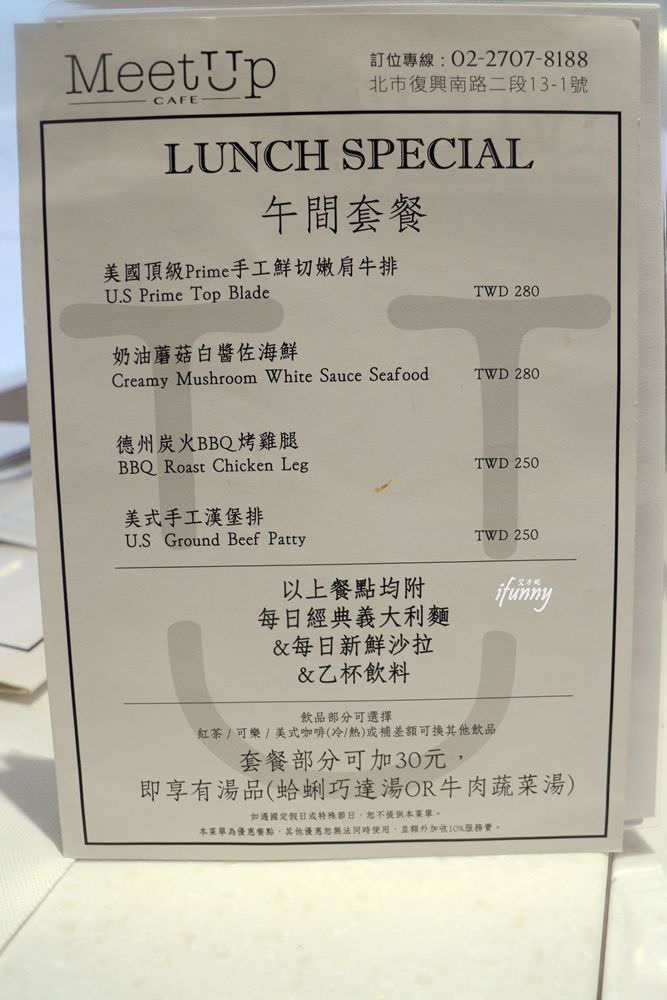 MeetUp
CAFE
訂位專線：02-2707-8188
北市復興南路二段13-1號
LUNCH SPECIAL
午間套餐
美國頂級Prime手工鮮切嫩肩牛排
U.S Prime Top Blade TWD 280
奶油蘑菇白醬佐海鮮
Creamy Mushroom White Sauce Seafood TWD 280
德州炭火BBQ烤雞腿
BBQ Roast Chicken Leg TWD 250
美式手工漢堡排
U.S Ground Beef Patty TWD 250
以上餐點均附
每日經典義大利麵
&每日新鮮沙拉
&乙杯飲料
艾方妮
ifunny
飲品部分可選擇
紅茶 / 可樂 / 美式咖啡(冷/熱)或補差額可換其他飲品
套餐部分可加30元，
即享有湯品(蛤蜊巧達湯OR牛肉蔬菜湯)
如遇國定假日或特殊節日，恕不提供本菜單。
本菜單為優惠餐點，其他優惠恕無法同時使用，並額外加收10%服務費。